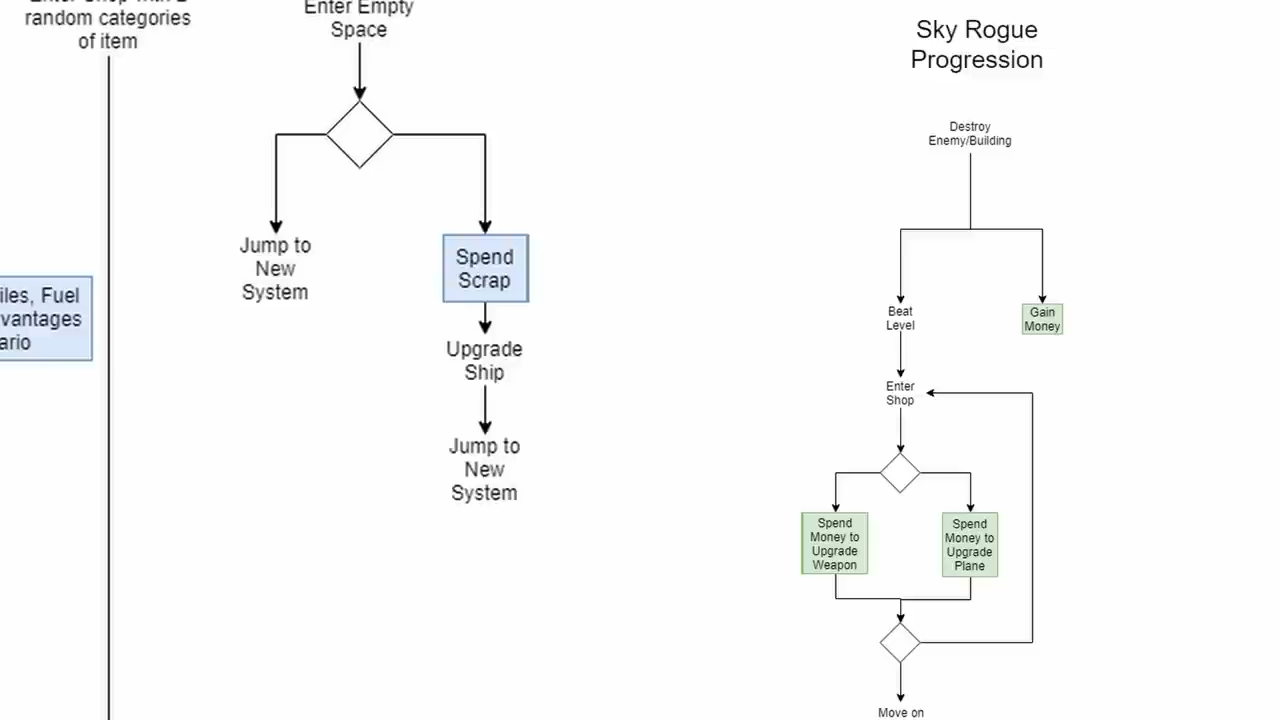 random categories
of item
Enter Empty
Space
Jump to
New
System
Spend
Scrap
Upgrade
Ship
Jump to
New
System
Fuel
ario
Sky Rogue
Progression
Destroy
Enemy/Building
Beat
Level
Gain
Money
Enter
Shop
Spend
Money to
Upgrade
Weapon
Spend
Money to
Upgrade
Plane
Move on